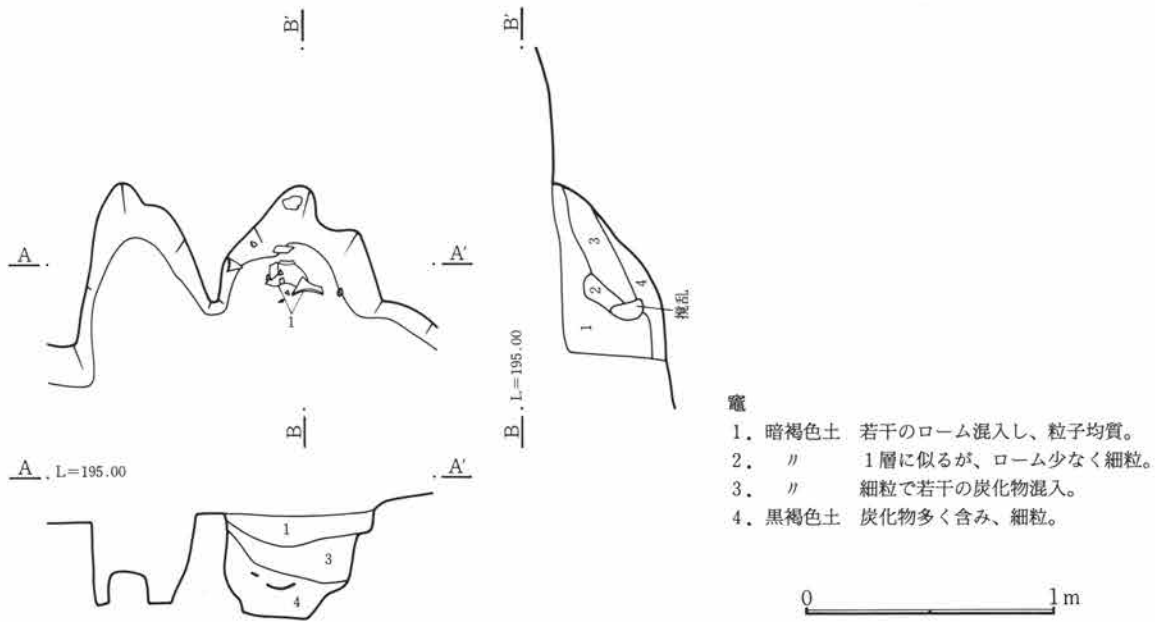 B'
B'
A
A'
1
3
4
2
1
攪乱
L=195.00
B
B
竈
1. 暗褐色土 若干のローム混入し、粒子均質。
2. 〃 1層に似るが、ローム少なく細粒。
3. 〃 細粒で若干の炭化物混入。
4. 黒褐色土 炭化物多く含み、細粒。
A L=195.00
A'
1
3
4
0 1m